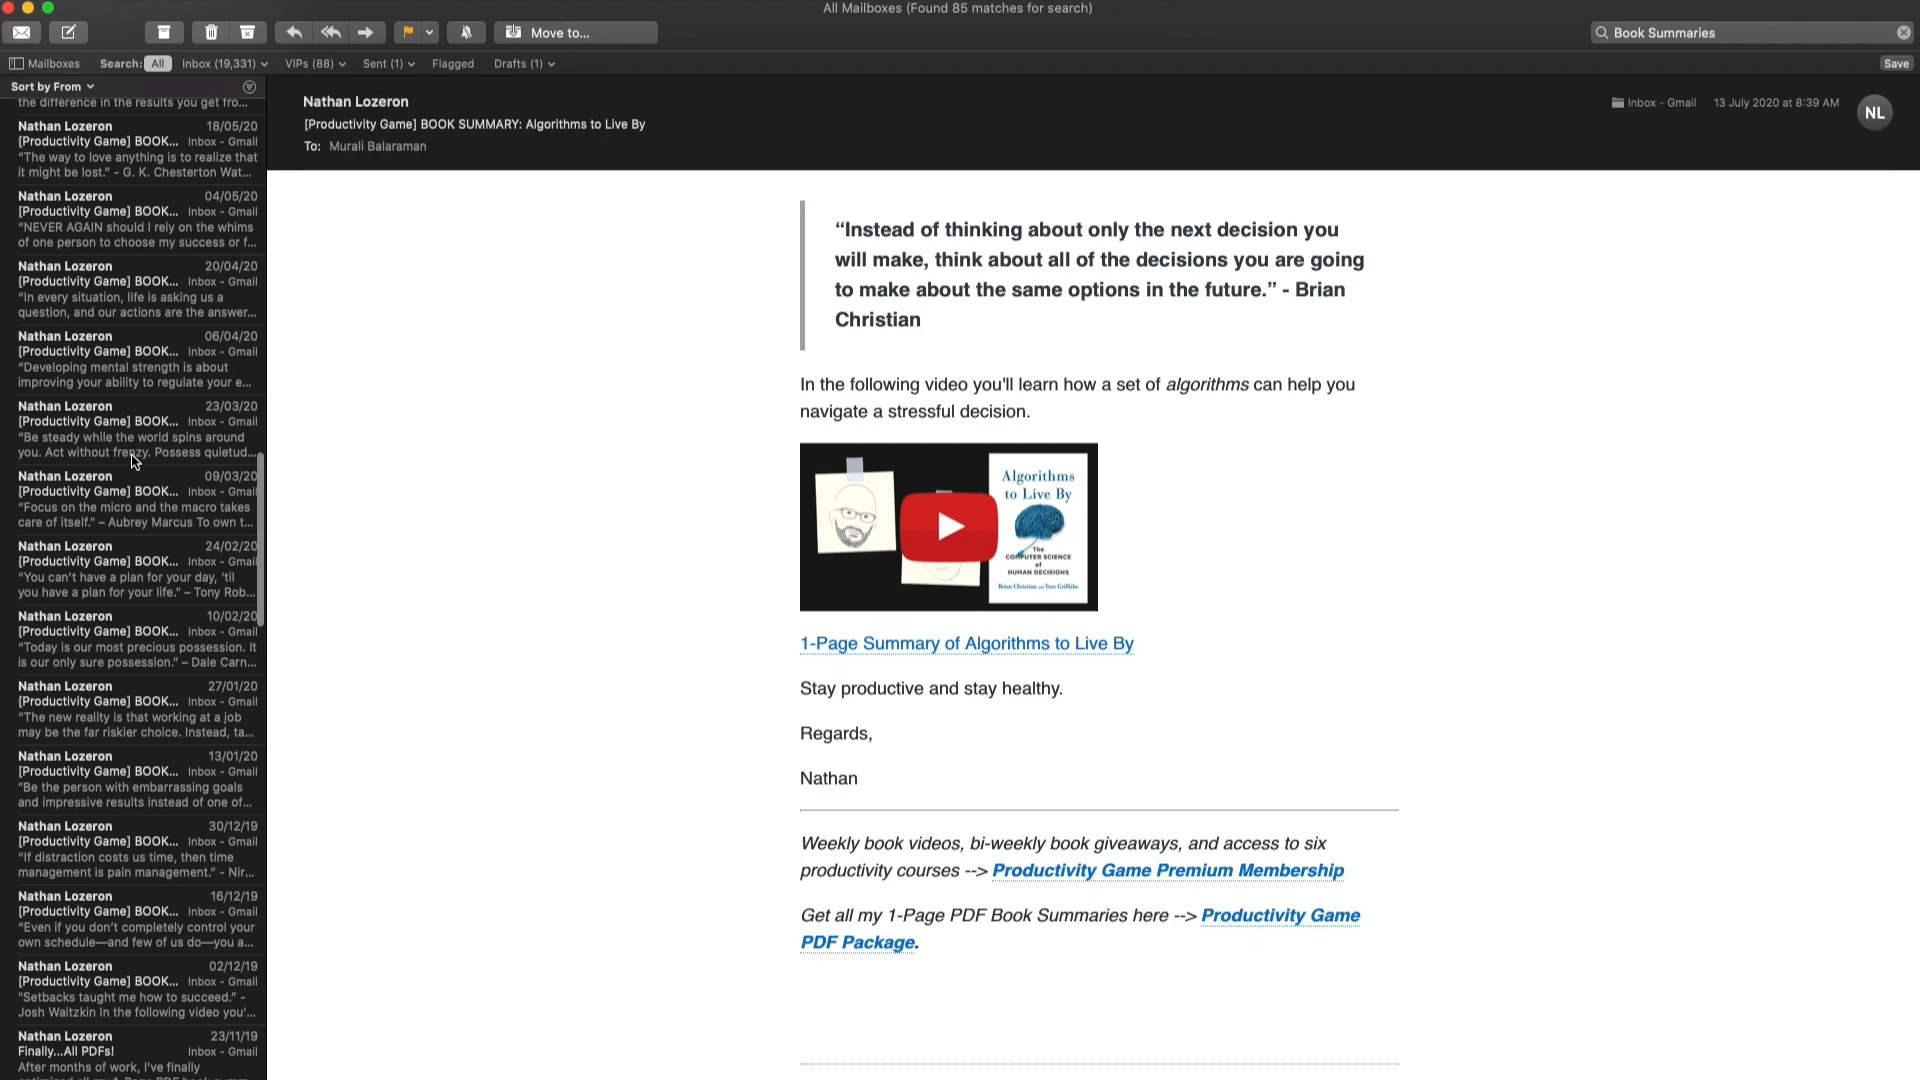 All Mailboxes (Found 85 matches for search)
Move to...
Book Summaries
Mailboxes
Search: All Inbox (19,331) VIPs (88) Sent (1) Flagged Drafts (1)
Save
Sort by From
the difference in the results you get fro...
Nathan Lozeron 18/05/20
[Productivity Game] BOOK... Inbox - Gmail
"The way to love anything is to realize that
it might be lost." - G. K. Chesterton Wat...
Nathan Lozeron 04/05/20
[Productivity Game] BOOK... Inbox - Gmail
"NEVER AGAIN should I rely on the whims
of one person to choose my success or f...
Nathan Lozeron 20/04/20
[Productivity Game] BOOK... Inbox - Gmail
"In every situation, life is asking us a
question, and our actions are the answer...
Nathan Lozeron 06/04/20
[Productivity Game] BOOK... Inbox - Gmail
"Developing mental strength is about
improving your ability to regulate your e...
Nathan Lozeron 23/03/20
[Productivity Game] BOOK... Inbox - Gmail
"Be steady while the world spins around
you. Act without frenzy. Possess quietud...
Nathan Lozeron 09/03/20
[Productivity Game] BOOK... Inbox - Gmail
"Focus on the micro and the macro takes
care of itself." – Aubrey Marcus To own t...
Nathan Lozeron 24/02/20
[Productivity Game] BOOK... Inbox - Gmail
"You can't have a plan for your day, 'til
you have a plan for your life." – Tony Rob...
Nathan Lozeron 10/02/20
[Productivity Game] BOOK... Inbox - Gmail
"Today is our most precious possession. It
is our only sure possession." – Dale Carn...
Nathan Lozeron 27/01/20
[Productivity Game] BOOK... Inbox - Gmail
"The new reality is that working at a job
may be the far riskier choice. Instead, ta...
Nathan Lozeron 13/01/20
[Productivity Game] BOOK... Inbox - Gmail
"Be the person with embarrassing goals
and impressive results instead of one of...
Nathan Lozeron 30/12/19
[Productivity Game] BOOK... Inbox - Gmail
"If distraction costs us time, then time
management is pain management." - Nir...
Nathan Lozeron 16/12/19
[Productivity Game] BOOK... Inbox - Gmail
"Even if you don't completely control your
own schedule—and few of us do—you a...
Nathan Lozeron 02/12/19
[Productivity Game] BOOK... Inbox - Gmail
"Setbacks taught me how to succeed." -
Josh Waitzkin In the following video you'...
Nathan Lozeron 23/11/19
Finally...All PDFs! Inbox - Gmail
After months of work, I've finally
Nathan Lozeron
Inbox - Gmail 13 July 2020 at 8:39 AM
NL
[Productivity Game] BOOK SUMMARY: Algorithms to Live By
To: Murali Balaraman
"Instead of thinking about only the next decision you
will make, think about all of the decisions you are going
to make about the same options in the future." - Brian
Christian
In the following video you'll learn how a set of algorithms can help you
navigate a stressful decision.
Algorithms
to Live By
The
COMPUTER SCIENCE
of
HUMAN DECISIONS
Brian Christian and Tom Griffiths
1-Page Summary of Algorithms to Live By
Stay productive and stay healthy.
Regards,
Nathan
Weekly book videos, bi-weekly book giveaways, and access to six
productivity courses --> Productivity Game Premium Membership
Get all my 1-Page PDF Book Summaries here --> Productivity Game
PDF Package.